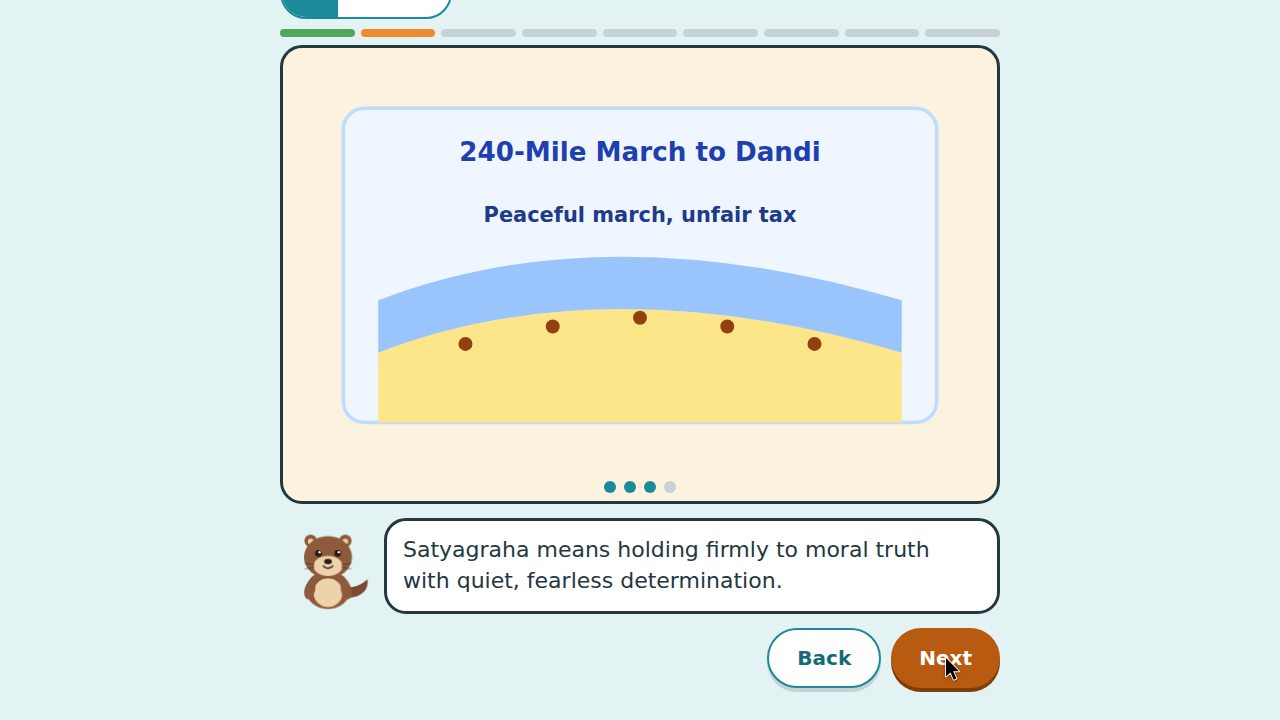 240-Mile March to Dandi
Peaceful march, unfair tax
Satyagraha means holding firmly to moral truth
with quiet, fearless determination.
Back
Next